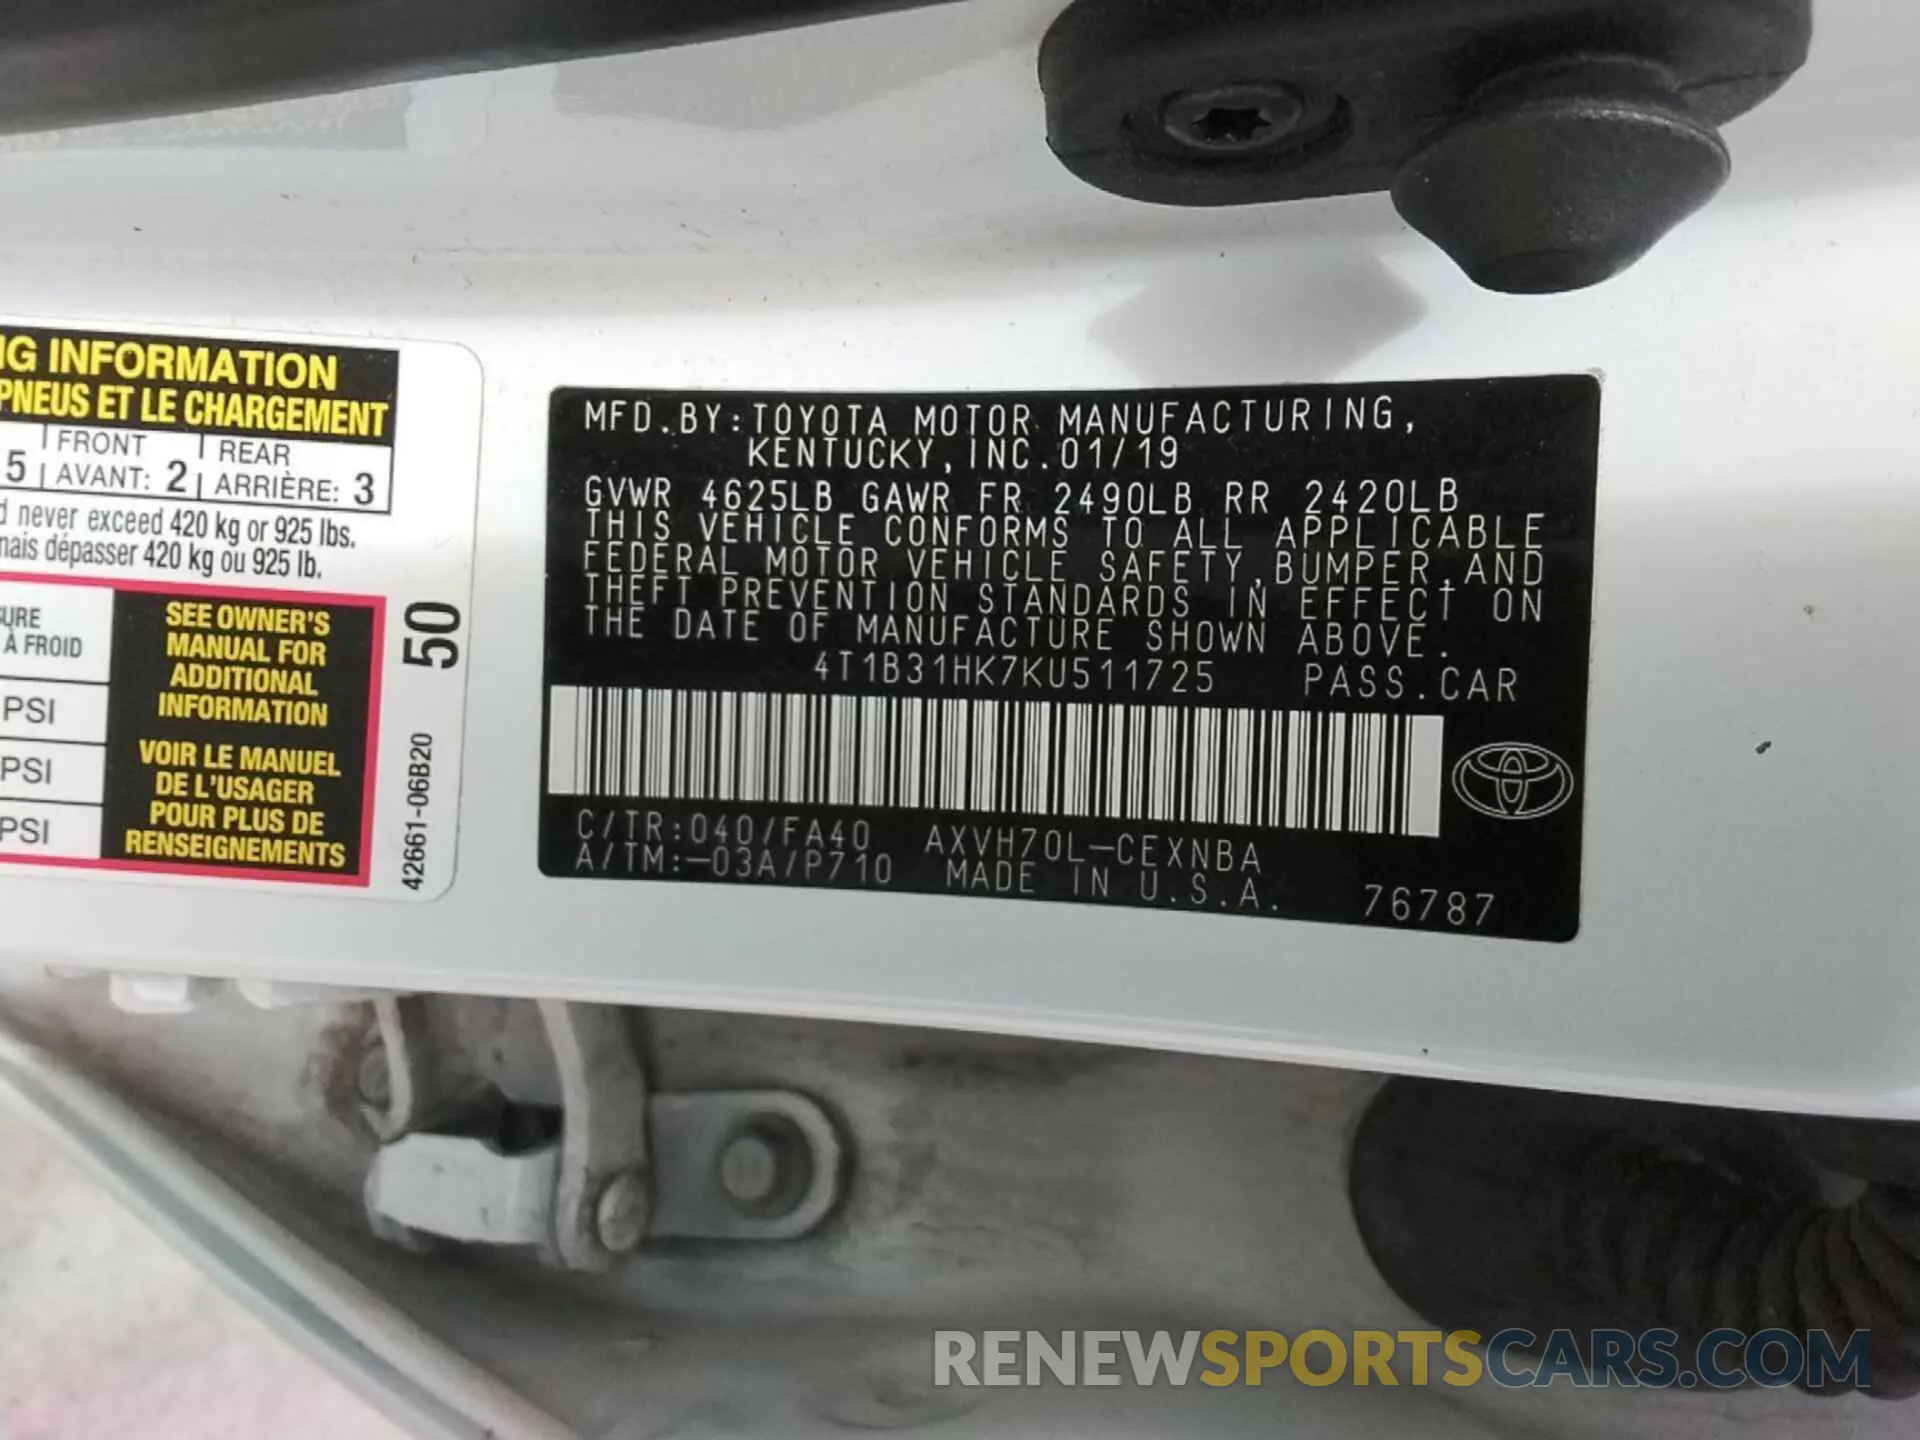 NG INFORMATION
PNEUS ET LE CHARGEMENT
5 FRONT AVANT: 2 REAR ARRIÈRE: 3
never exceed 420 kg or 925 lbs.
dépasser 420 kg ou 925 lb.
À FROID
PSI
PSI
PSI
SEE OWNER'S
MANUAL FOR
ADDITIONAL
INFORMATION
VOIR LE MANUEL
DE L'USAGER
POUR PLUS DE
RENSEIGNEMENTS
50
42661-06B20
MFD.BY:TOYOTA MOTOR MANUFACTURING,
KENTUCKY,INC.01/19
GVWR 4625LB GAWR FR 2490LB RR 2420LB
THIS VEHICLE CONFORMS TO ALL APPLICABLE
FEDERAL MOTOR VEHICLE SAFETY,BUMPER,AND
THEFT PREVENTION STANDARDS IN EFFECT ON
THE DATE OF MANUFACTURE SHOWN ABOVE.
4T1B31HK7KU511725 PASS.CAR
C/TR:040/FA40 AXVH70L-CEXNBA
A/TM:-03A/P710 MADE IN U.S.A. 76787
RENEWSPORTSCARS.COM